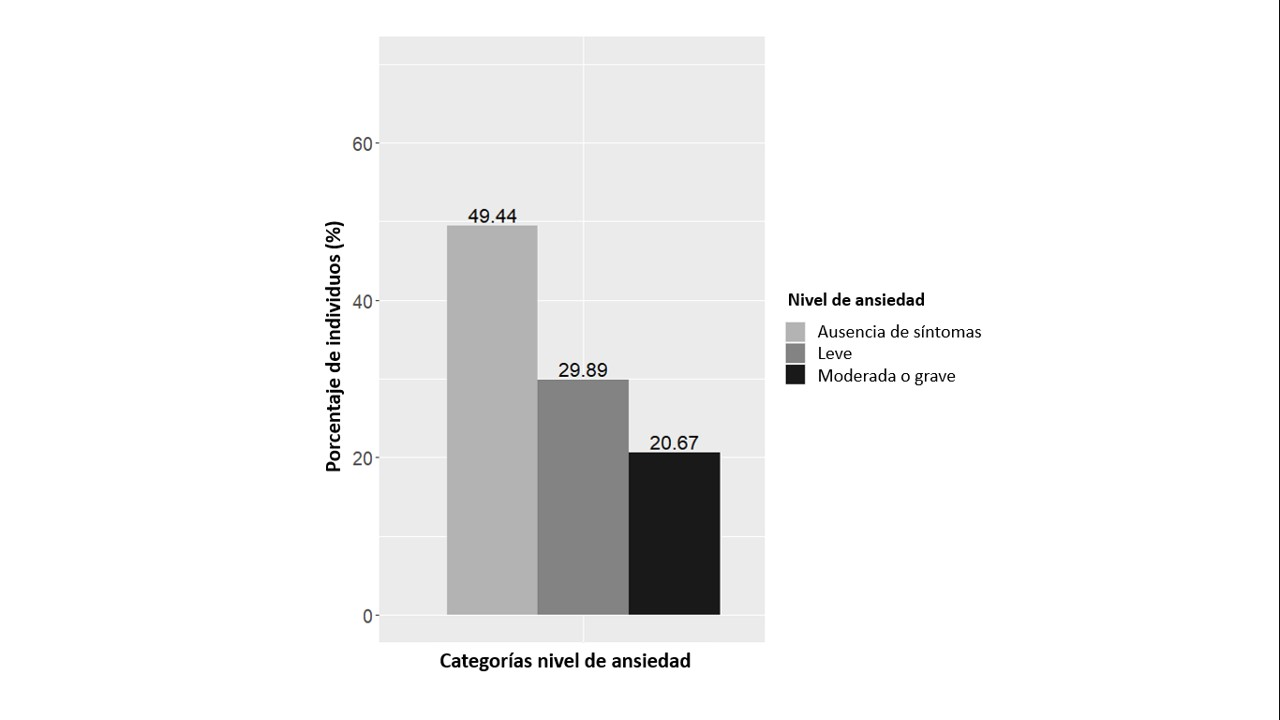 Porcentaje de individuos (%)
60
40
20
0
49.44
29.89
20.67
Categorías nivel de ansiedad
Nivel de ansiedad
Ausencia de síntomas
Leve
Moderada o grave